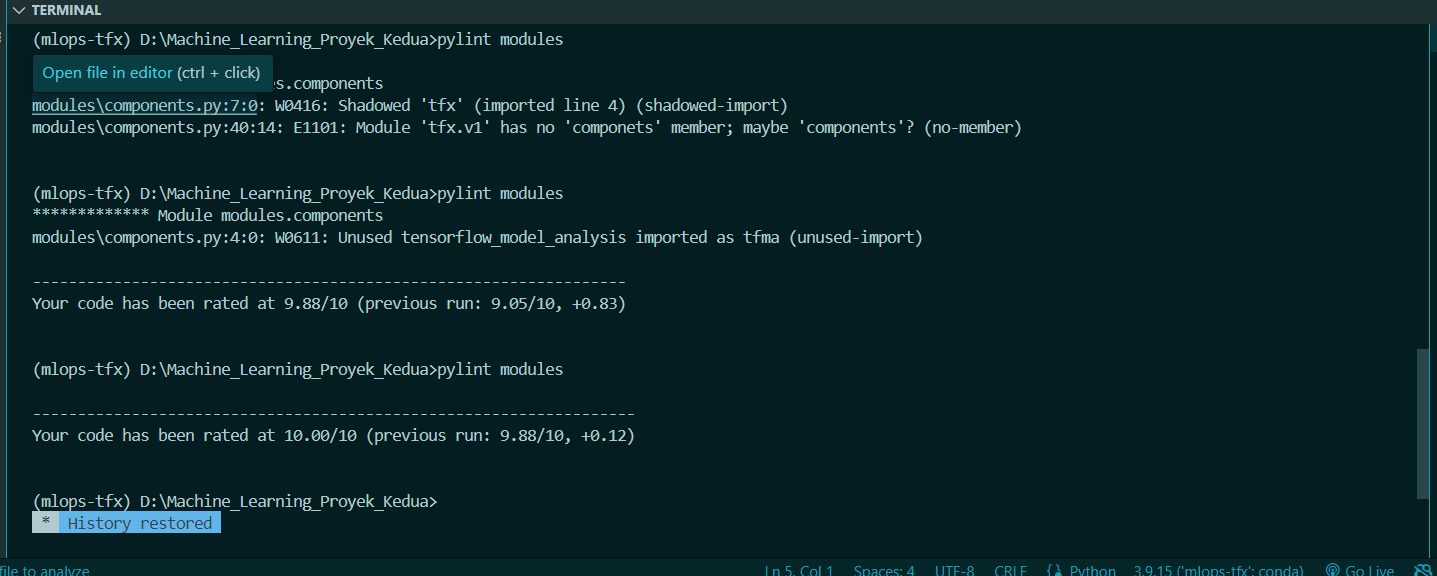 TERMINAL
(mlops-tfx) D:\Machine_Learning_Proyek_Kedua>pylint modules
Open file in editor (ctrl + click)
s.components
modules\components.py:7:0: W0416: Shadowed 'tfx' (imported line 4) (shadowed-import)
modules\components.py:40:14: E1101: Module 'tfx.v1' has no 'componets' member; maybe 'components'? (no-member)
(mlops-tfx) D:\Machine_Learning_Proyek_Kedua>pylint modules
************* Module modules.components
modules\components.py:4:0: W0611: Unused tensorflow_model_analysis imported as tfma (unused-import)
------------------------------------------------------------------
Your code has been rated at 9.88/10 (previous run: 9.05/10, +0.83)
(mlops-tfx) D:\Machine_Learning_Proyek_Kedua>pylint modules
-------------------------------------------------------------------
Your code has been rated at 10.00/10 (previous run: 9.88/10, +0.12)
(mlops-tfx) D:\Machine_Learning_Proyek_Kedua>
* History restored
file to analyze Ln 5, Col 1 Spaces: 4 UTF-8 CRLF Python 3.9.15 ('mlops-tfx': conda) Go Live